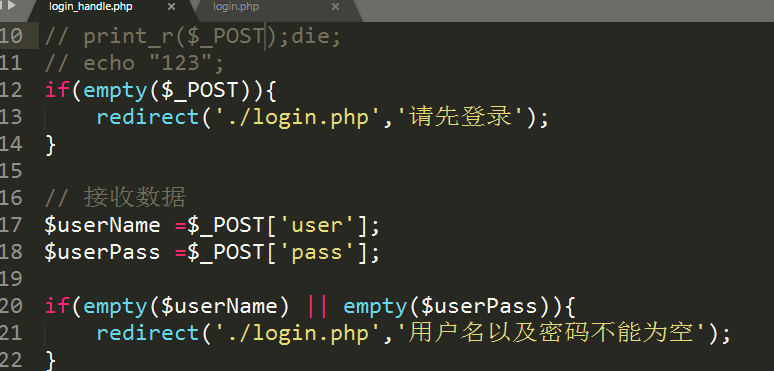 login_handle.php × login.php ×
10 // print_r($_POST);die;
11 // echo "123";
12 if(empty($_POST)){
13 redirect('./login.php','请先登录');
14 }
15
16 // 接收数据
17 $userName =$_POST['user'];
18 $userPass =$_POST['pass'];
19
20 if(empty($userName) || empty($userPass)){
21 redirect('./login.php','用户名以及密码不能为空');
22 }